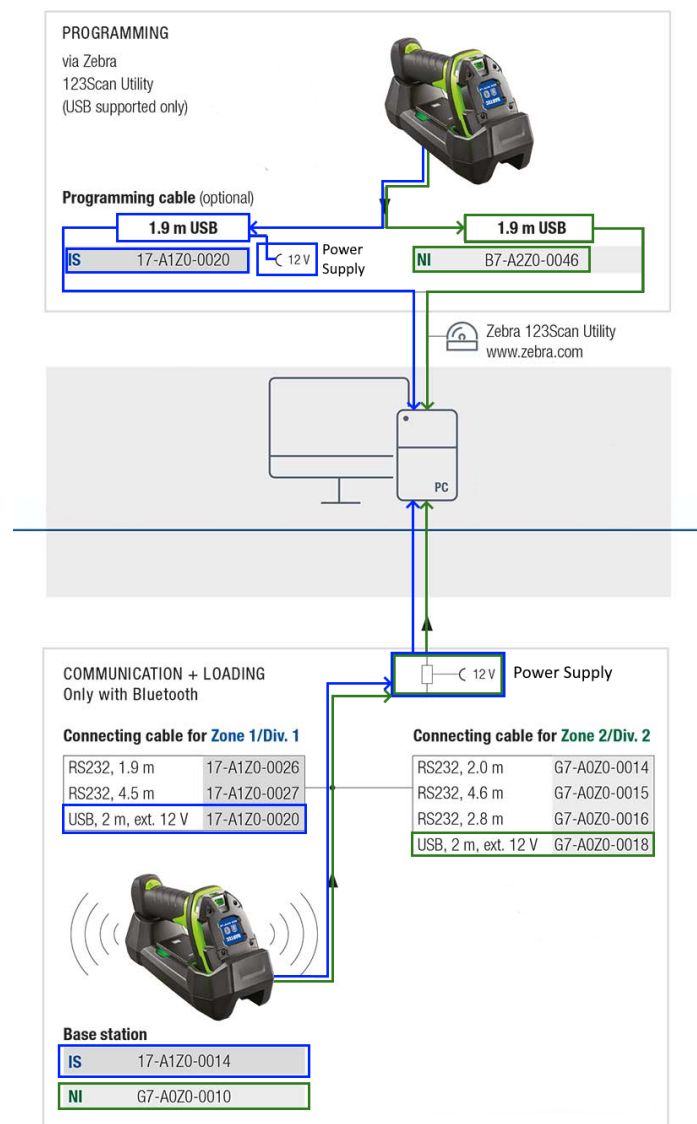 PROGRAMMING
via Zebra
123Scan Utility
(USB supported only)
Programming cable (optional)
1.9 m USB
IS 17-A1Z0-0020
12 V
Power
Supply
1.9 m USB
NI B7-A2Z0-0046
Zebra 123Scan Utility
www.zebra.com
PC
12 V
Power Supply
COMMUNICATION + LOADING
Only with Bluetooth
Connecting cable for Zone 1/Div. 1
RS232, 1.9 m 17-A1Z0-0026
RS232, 4.5 m 17-A1Z0-0027
USB, 2 m, ext. 12 V 17-A1Z0-0020
Connecting cable for Zone 2/Div. 2
RS232, 2.0 m G7-A0Z0-0014
RS232, 4.6 m G7-A0Z0-0015
RS232, 2.8 m G7-A0Z0-0016
USB, 2 m, ext. 12 V G7-A0Z0-0018
Base station
IS 17-A1Z0-0014
NI G7-A0Z0-0010